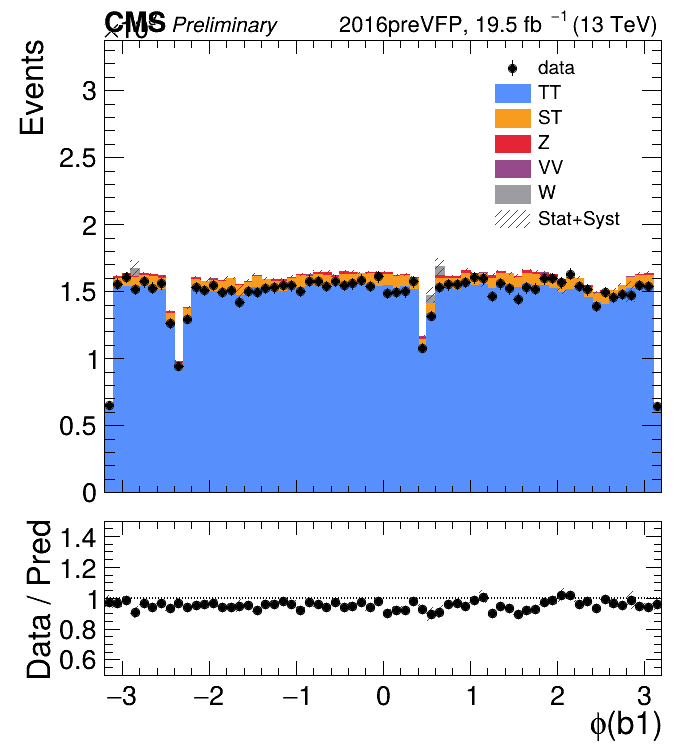 CMS Preliminary 2016preVFP, 19.5 fb⁻¹ (13 TeV)
Events
3
2.5
2
1.5
1
0.5
0
data
TT
ST
Z
VV
W
Stat+Syst
Data / Pred
1.4
1.2
1
0.8
0.6
−3 −2 −1 0 1 2 3
ϕ(b1)